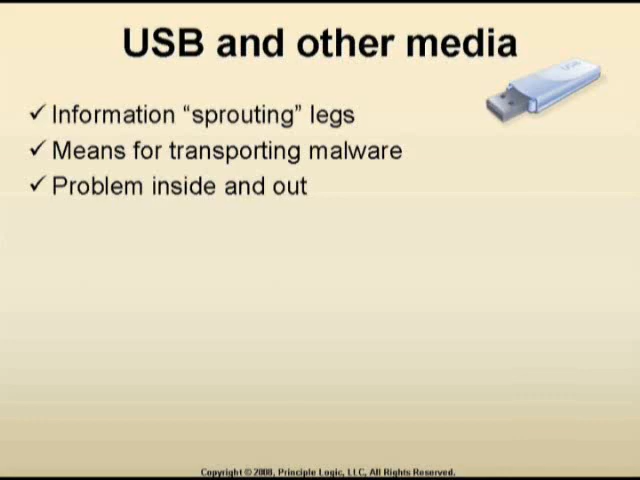 USB and other media
Information “sprouting” legs
Means for transporting malware
Problem inside and out
Copyright © 2008, Principle Logic, LLC, All Rights Reserved.